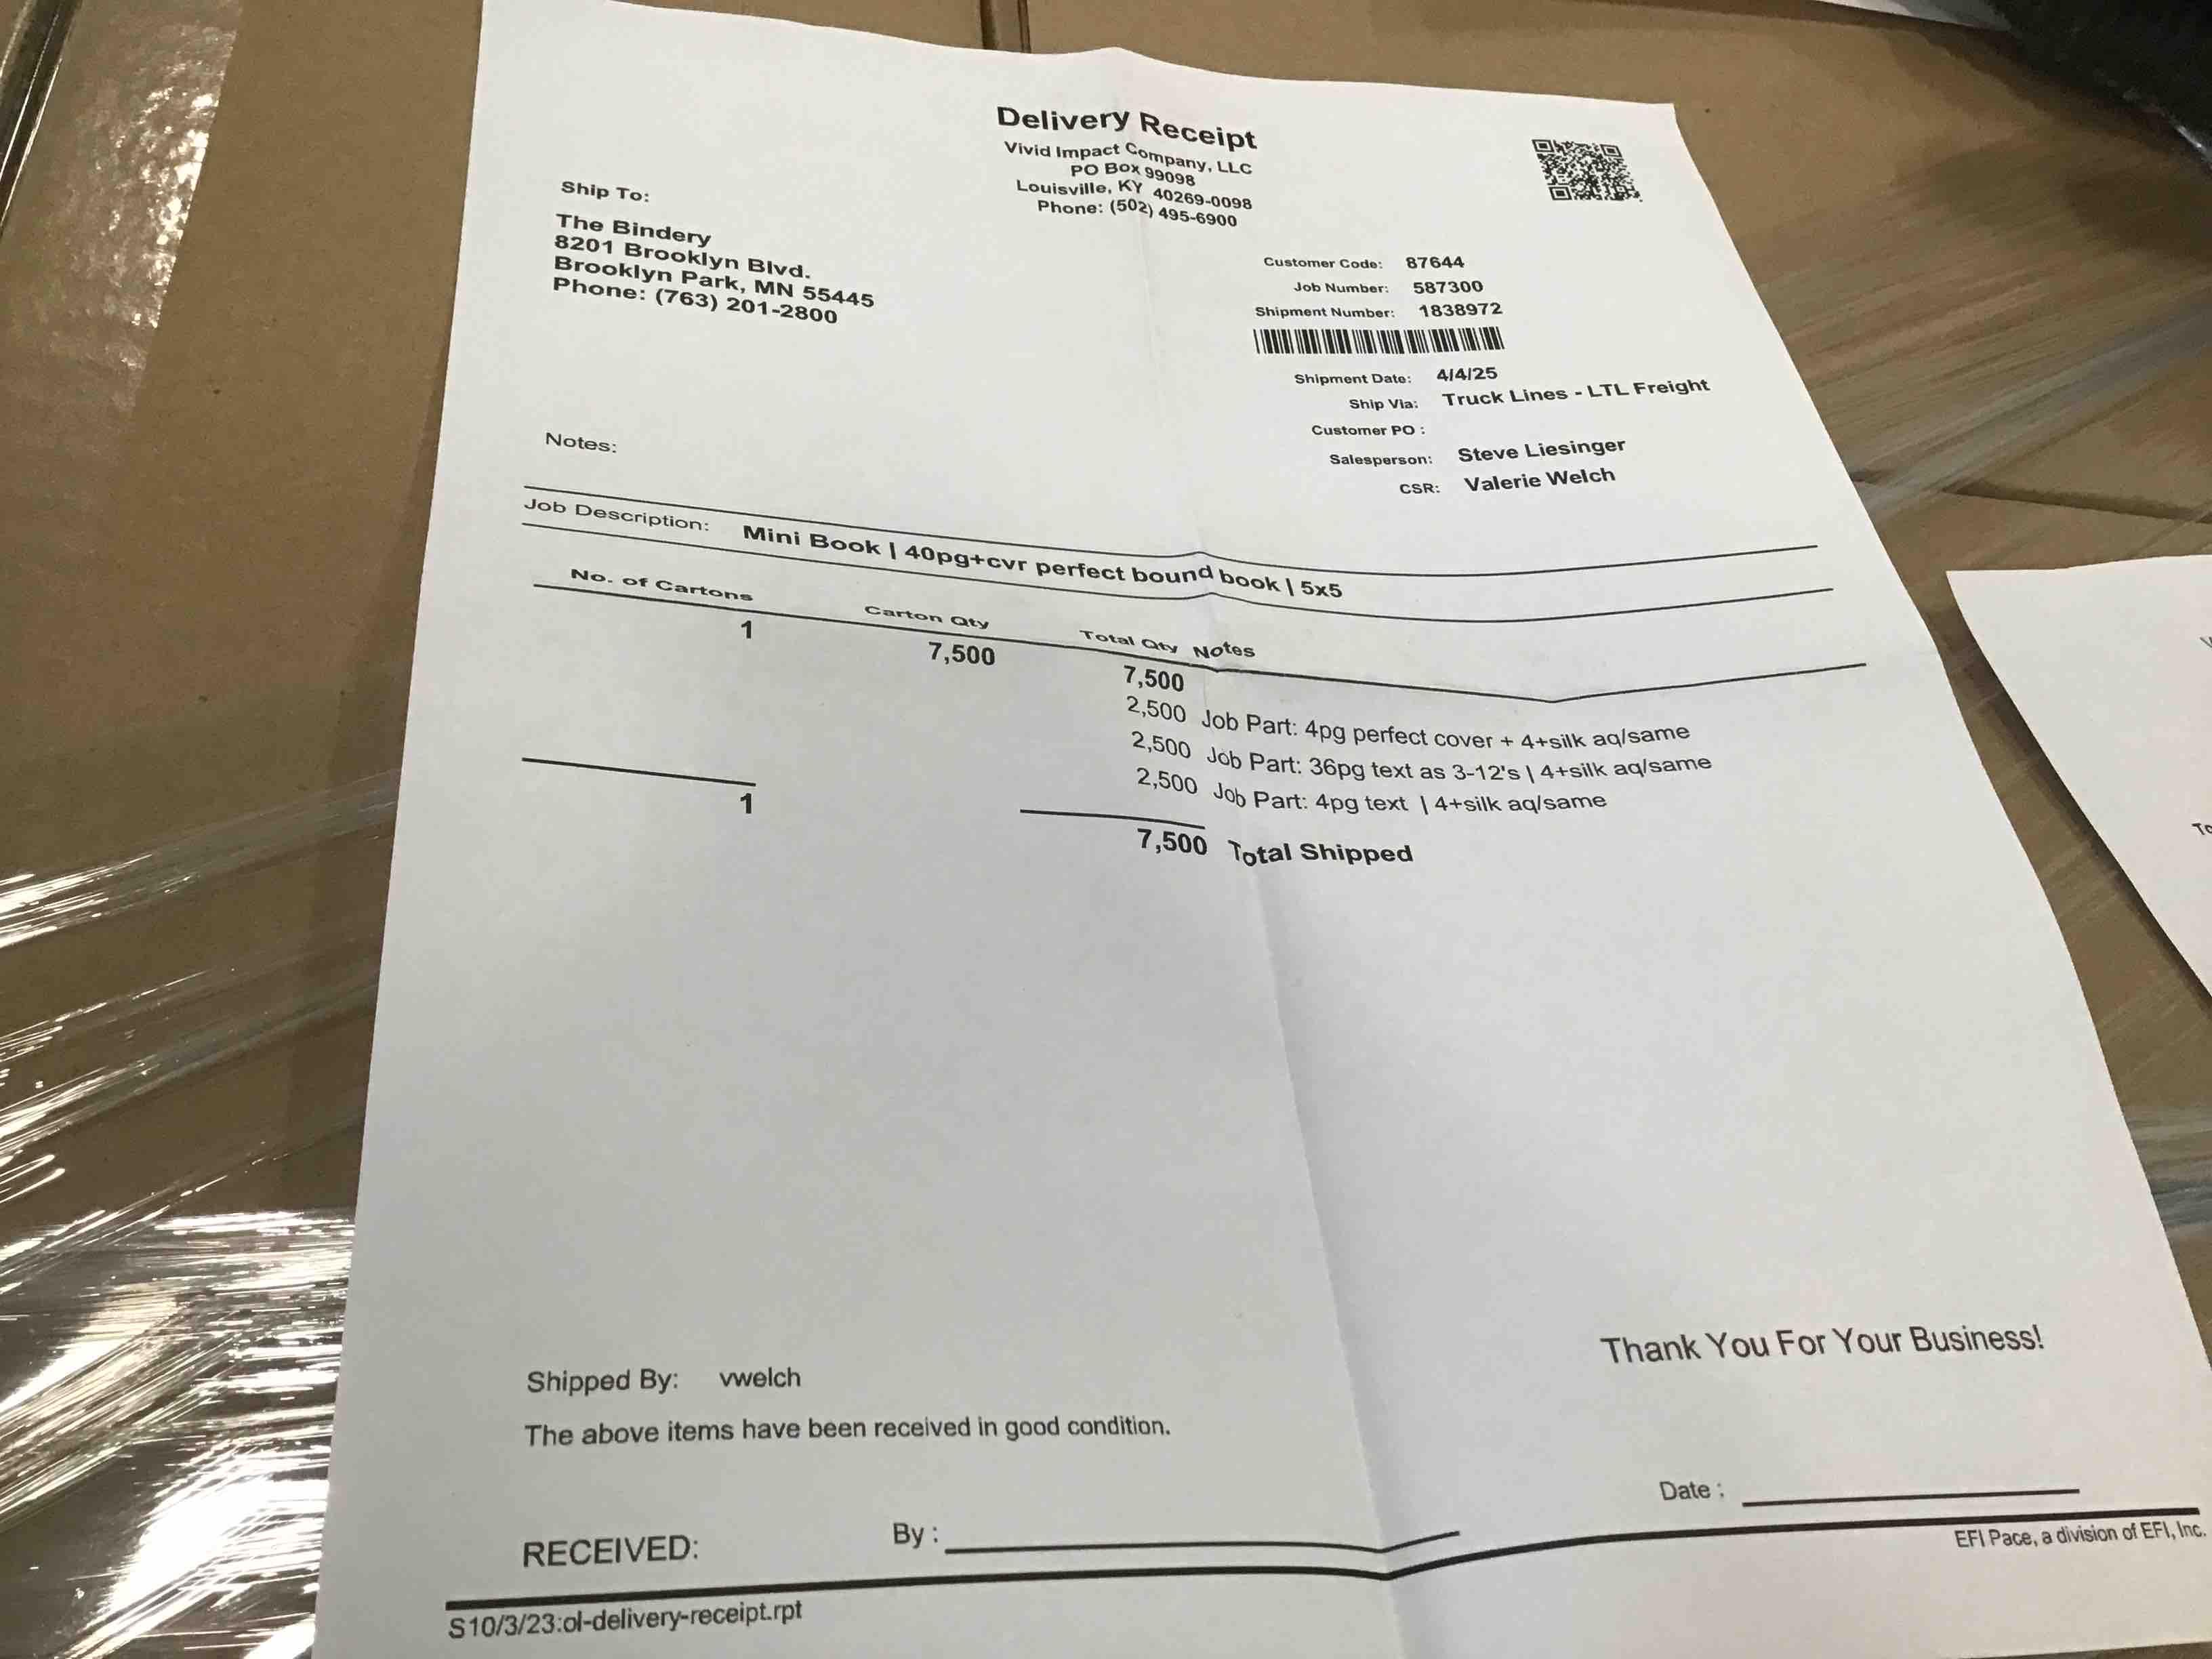 Delivery Receipt
Vivid Impact Company, LLC
PO Box 99098
Louisville, KY 40269-0098
Phone: (502) 495-6900
Ship To:
The Bindery
8201 Brooklyn Blvd.
Brooklyn Park, MN 55445
Phone: (763) 201-2800
Customer Code: 87644
Job Number: 587300
Shipment Number: 1838972
Shipment Date: 4/4/25
Ship Via: Truck Lines - LTL Freight
Customer PO :
Salesperson: Steve Liesinger
CSR: Valerie Welch
Notes:
Job Description: Mini Book | 40pg+cvr perfect bound book | 5x5
No. of Cartons Carton Qty Total Qty Notes
1 7,500 7,500
2,500 Job Part: 4pg perfect cover + 4+silk aq/same
2,500 Job Part: 36pg text as 3-12's | 4+silk aq/same
2,500 Job Part: 4pg text | 4+silk aq/same
1 7,500 Total Shipped
Thank You For Your Business!
Shipped By: vwelch
The above items have been received in good condition.
RECEIVED: By : Date :
EFI Pace, a division of EFI, Inc.
S10/3/23:ol-delivery-receipt.rpt